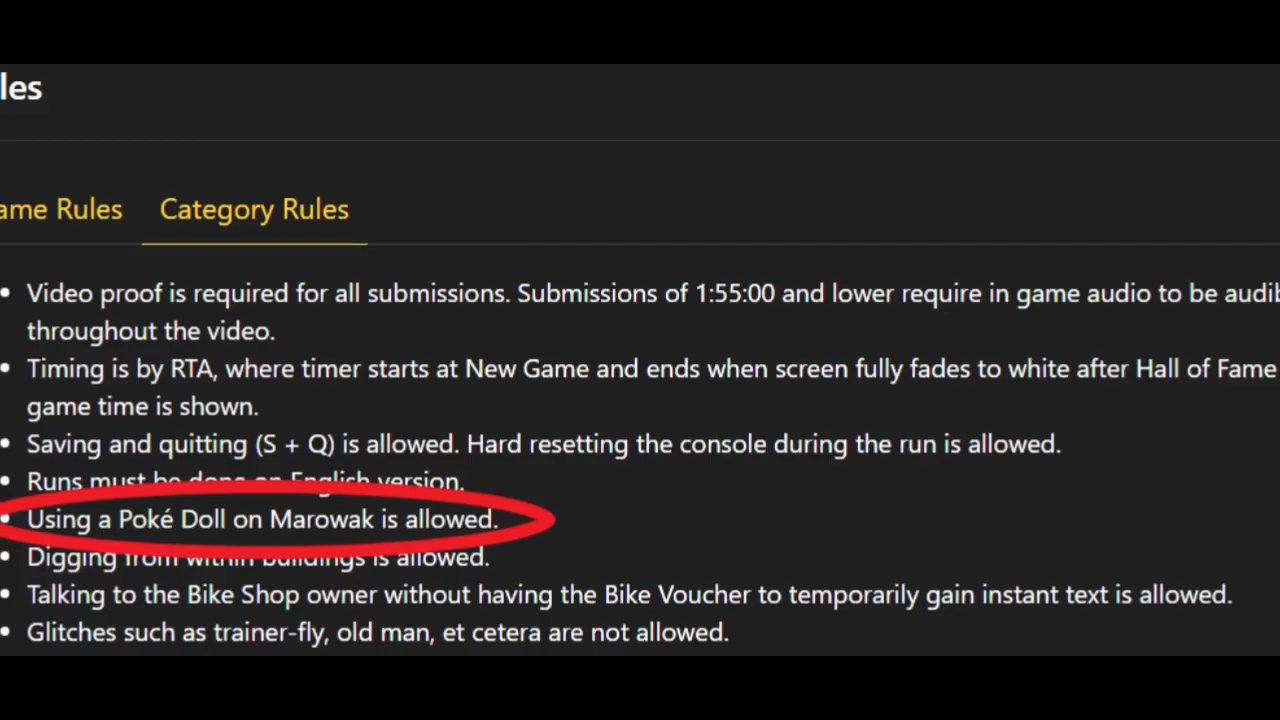 les
ame Rules Category Rules
• Video proof is required for all submissions. Submissions of 1:55:00 and lower require in game audio to be audib
throughout the video.
• Timing is by RTA, where timer starts at New Game and ends when screen fully fades to white after Hall of Fame
game time is shown.
• Saving and quitting (S + Q) is allowed. Hard resetting the console during the run is allowed.
• Runs must be done on English version.
• Using a Poké Doll on Marowak is allowed.
• Digging from within buildings is allowed.
• Talking to the Bike Shop owner without having the Bike Voucher to temporarily gain instant text is allowed.
• Glitches such as trainer-fly, old man, et cetera are not allowed.